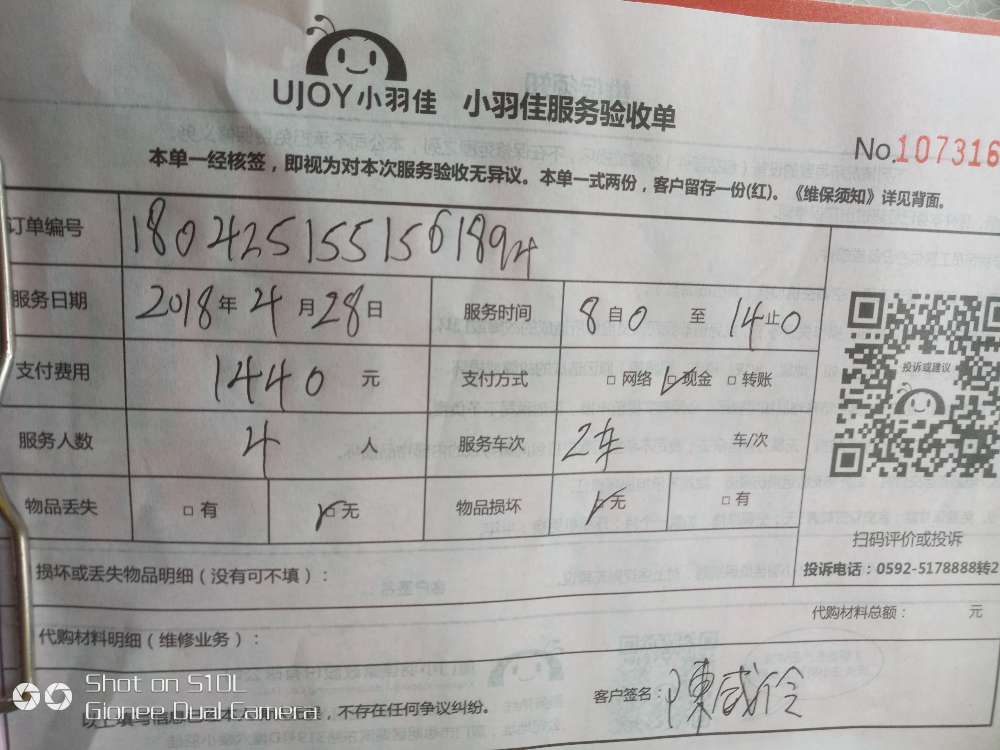 UJOY小羽佳 小羽佳服务验收单
No.107316
本单一经核签，即视为对本次服务验收无异议。本单一式两份，客户留存一份(红)。《维保须知》详见背面。
订单编号 1804251551561894
服务日期 2018年4月28日 服务时间 8自0 至 14止0
支付费用 1440 元 支付方式 □网络 ☑现金 □转账
服务人数 4 人 服务车次 2车 车/次
物品丢失 □有 ☑无 物品损坏 ☑无 □有
投诉或建议
扫码评价或投诉
投诉电话：0592-5178888转2
损坏或丢失物品明细（没有可不填）：
代购材料总额： 元
代购材料明细（维修业务）：
客户签名：陳威伶
，不存在任何争议纠纷。
Shot on S10L
Gionee Dual Camera